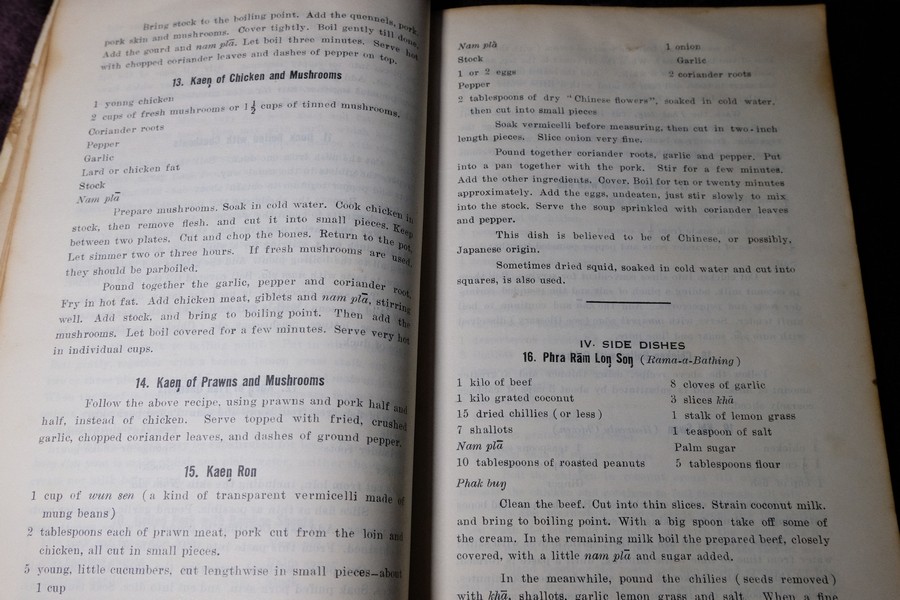 Bring stock to the boiling point. Add the quennels, pork,
pork skin and mushrooms. Cover tightly. Boil gently till done.
Add the gourd and nam plā. Let boil three minutes. Serve hot
with chopped coriander leaves and dashes of pepper on top.
13. Kaeŋ of Chicken and Mushrooms
1 young chicken
2 cups of fresh mushrooms or 1½ cups of tinned mushrooms.
Coriander roots
Pepper
Garlic
Lard or chicken fat
Stock
Nam plā
Prepare mushrooms. Soak in cold water. Cook chicken in
stock, then remove flesh, and cut it into small pieces. Keep
between two plates. Cut and chop the bones. Return to the pot.
Let simmer two or three hours. If fresh mushrooms are used,
they should be parboiled.
Pound together the garlic, pepper and coriander root.
Fry in hot fat. Add chicken meat, giblets and nam plā, stirring
well. Add stock, and bring to boiling point. Then add the
mushrooms. Let boil covered for a few minutes. Serve very hot
in individual cups.
14. Kaeŋ of Prawns and Mushrooms
Follow the above recipe, using prawns and pork half and
half, instead of chicken. Serve topped with fried, crushed
garlic, chopped coriander leaves, and dashes of ground pepper.
15. Kaeŋ Ron
1 cup of wun sen (a kind of transparent vermicelli made of
mung beans)
2 tablespoons each of prawn meat, pork cut from the loin and
chicken, all cut in small pieces.
5 young, little cucumbers, cut lengthwise in small pieces—about
1 cup
Nam plà 1 onion
Stock Garlic
1 or 2 eggs 2 coriander roots
Pepper
2 tablespoons of dry "Chinese flowers", soaked in cold water,
then cut into small pieces
Soak vermicelli before measuring, then cut in two-inch
length pieces. Slice onion very fine.
Pound together coriander roots, garlic and pepper. Put
into a pan together with the pork. Stir for a few minutes.
Add the other ingredients. Cover. Boil for ten or twenty minutes
approximately. Add the eggs, undeaten, just stir slowly to mix
into the stock. Serve the soup sprinkled with coriander leaves
and pepper.
This dish is believed to be of Chinese, or possibly,
Japanese origin.
Sometimes dried squid, soaked in cold water and cut into
squares, is also used.
IV. SIDE DISHES
16. Phra Rām Loŋ Soŋ (Rama-a-Bathing)
1 kilo of beef 8 cloves of garlic
1 kilo grated coconut 3 slices khā
15 dried chillies (or less) 1 stalk of lemon grass
7 shallots 1 teaspoon of salt
Nam plā Palm sugar
10 tablespoons of roasted peanuts 5 tablespoons flour
Phak buŋ
Clean the beef. Cut into thin slices. Strain coconut milk.
and bring to boiling point. With a big spoon take off some of
the cream. In the remaining milk boil the prepared beef, closely
covered, with a little nam plā and sugar added.
In the meanwhile, pound the chilies (seeds removed)
with khā, shallots, garlic lemon grass and salt. When a fine